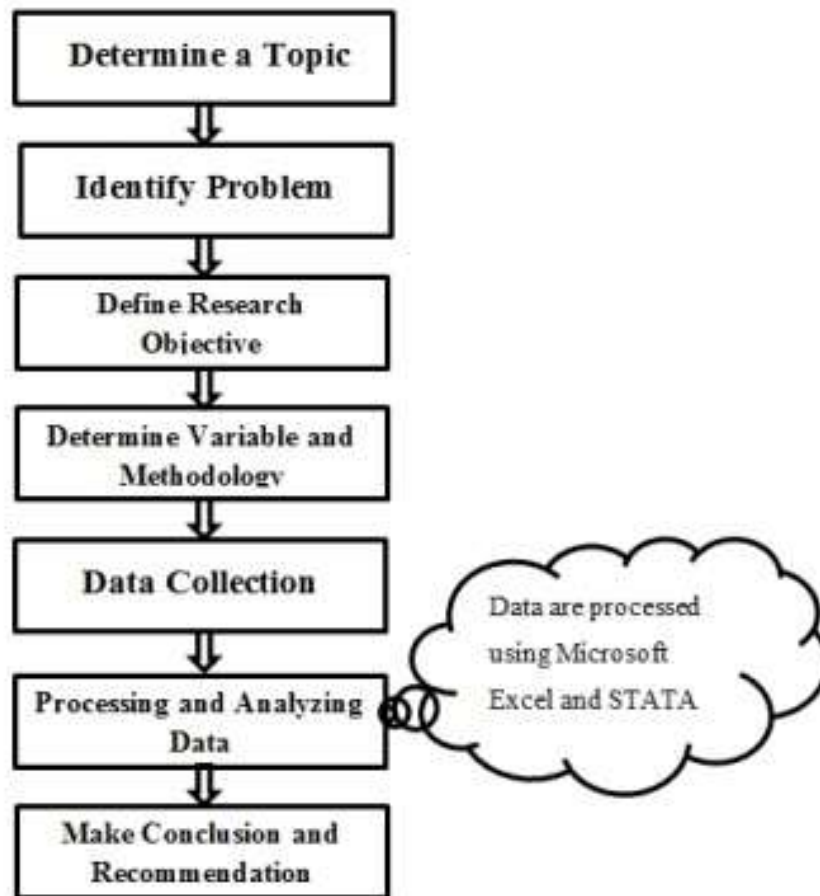 Determine a Topic
Identify Problem
Define Research
Objective
Determine Variable and
Methodology
Data Collection
Data are processed
using Microsoft
Excel and STATA
Processing and Analyzing
Data
Make Conclusion and
Recommendation